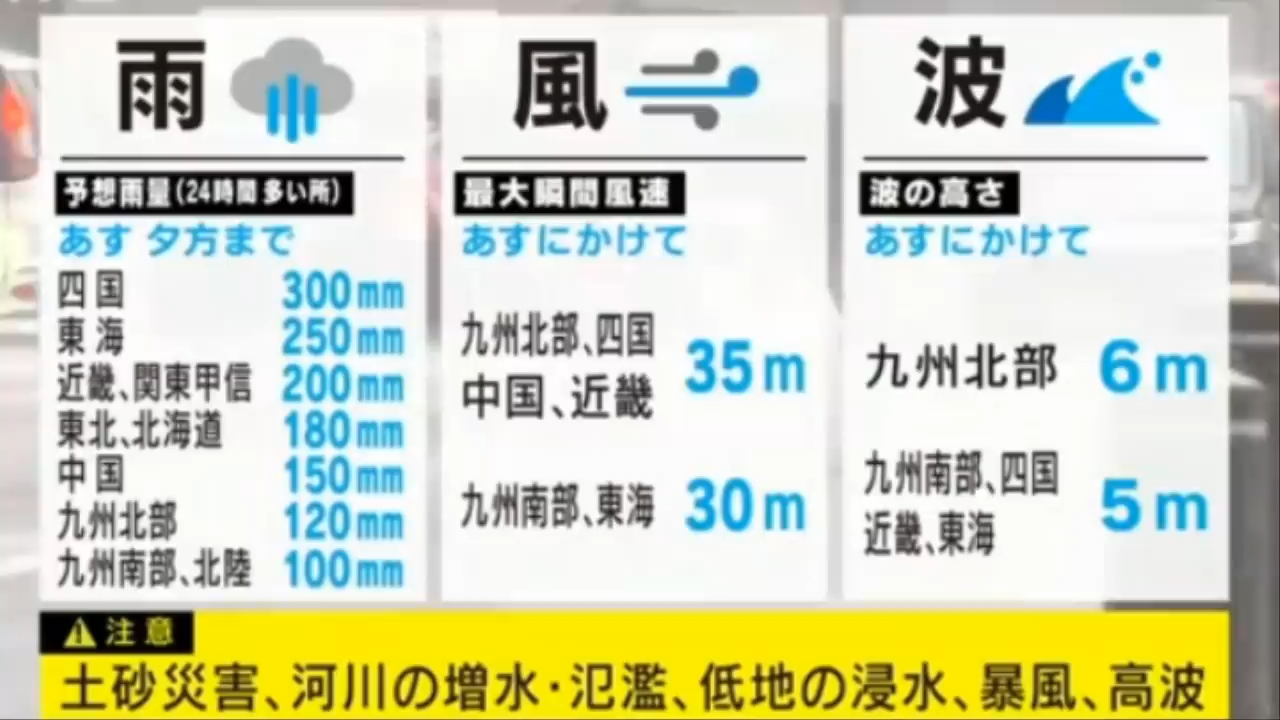 雨
予想雨量(24時間 多い所)
あす 夕方まで
四国 300mm
東海 250mm
近畿、関東甲信 200mm
東北、北海道 180mm
中国 150mm
九州北部 120mm
九州南部、北陸 100mm
風
最大瞬間風速
あすにかけて
九州北部、四国
中国、近畿 35m
九州南部、東海 30m
波
波の高さ
あすにかけて
九州北部 6m
九州南部、四国
近畿、東海 5m
注意
土砂災害、河川の増水・氾濫、低地の浸水、暴風、高波